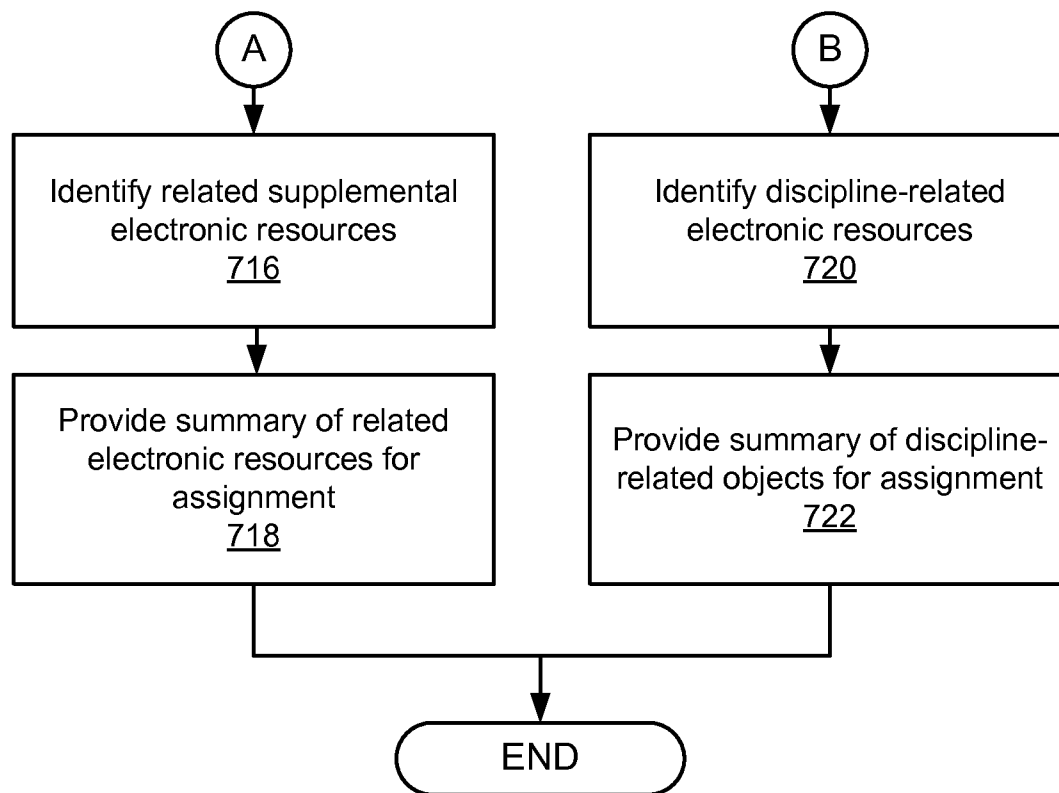 A
Identify related supplemental
electronic resources
716
Provide summary of related
electronic resources for
assignment
718
B
Identify discipline-related
electronic resources
720
Provide summary of discipline-
related objects for assignment
722
END